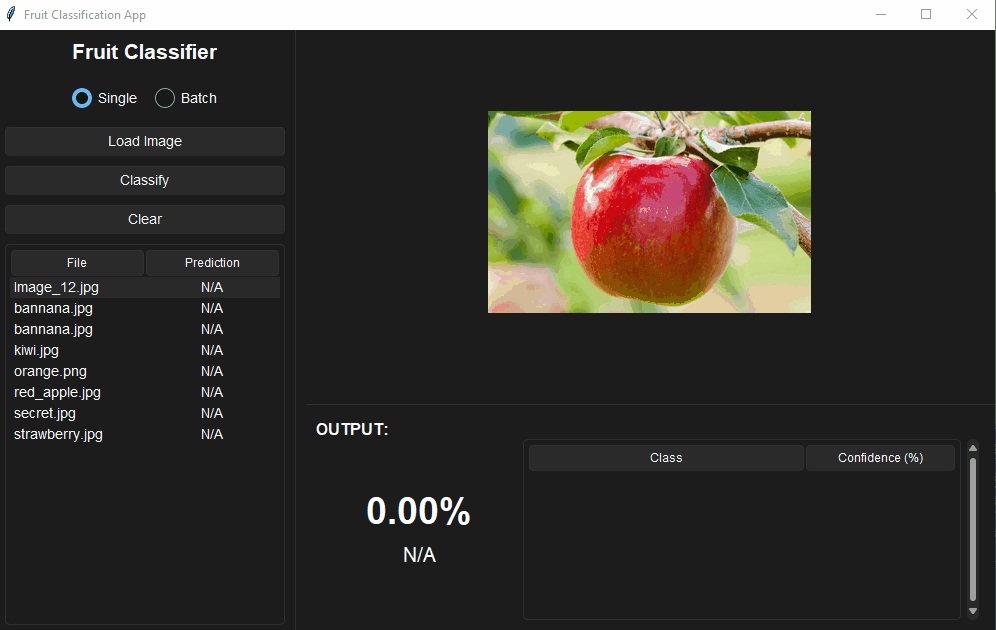 Fruit Classification App
Fruit Classifier
Single Batch
Load Image
Classify
Clear
File Prediction
Image_12.jpg N/A
bannana.jpg N/A
bannana.jpg N/A
kiwi.jpg N/A
orange.png N/A
red_apple.jpg N/A
secret.jpg N/A
strawberry.jpg N/A
OUTPUT:
0.00%
N/A
Class Confidence (%)